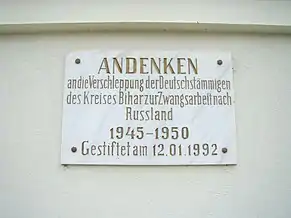 ANDENKEN
an die Verschleppung der Deutschstämmigen
des Kreises Bihar zur Zwangsarbeit nach
Russland
1945-1950
Gestiftet am 12.01.1992